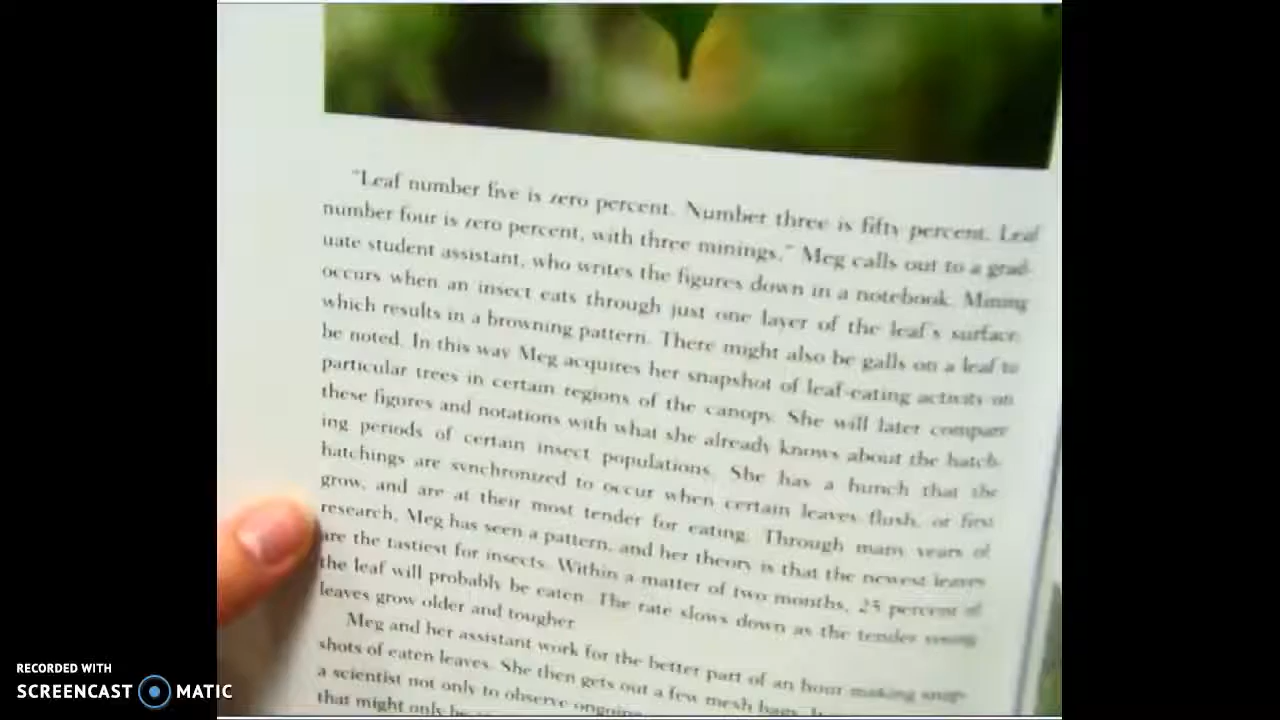 "Leaf number five is zero percent. Number three is fifty percent. Leaf
number four is zero percent, with three minings," Meg calls out to a grad-
uate student assistant, who writes the figures down in a notebook. Mining
occurs when an insect eats through just one layer of the leaf's surface,
which results in a browning pattern. There might also be galls on a leaf to
be noted. In this way Meg acquires her snapshot of leaf-eating activity on
particular trees in certain regions of the canopy. She will later compare
these figures and notations with what she already knows about the hatch-
ing periods of certain insect populations. She has a hunch that the
hatchings are synchronized to occur when certain leaves flush, or first
grow, and are at their most tender for eating. Through many years of
research, Meg has seen a pattern, and her theory is that the newest leaves
are the tastiest for insects. Within a matter of two months, 25 percent of
the leaf will probably be eaten. The rate slows down as the tender young
leaves grow older and tougher.
Meg and her assistant work for the better part of an hour making snap-
shots of eaten leaves. She then gets out a few mesh bags.
a scientist not only to observe ongoing
that might only be
RECORDED WITH
SCREENCAST MATIC